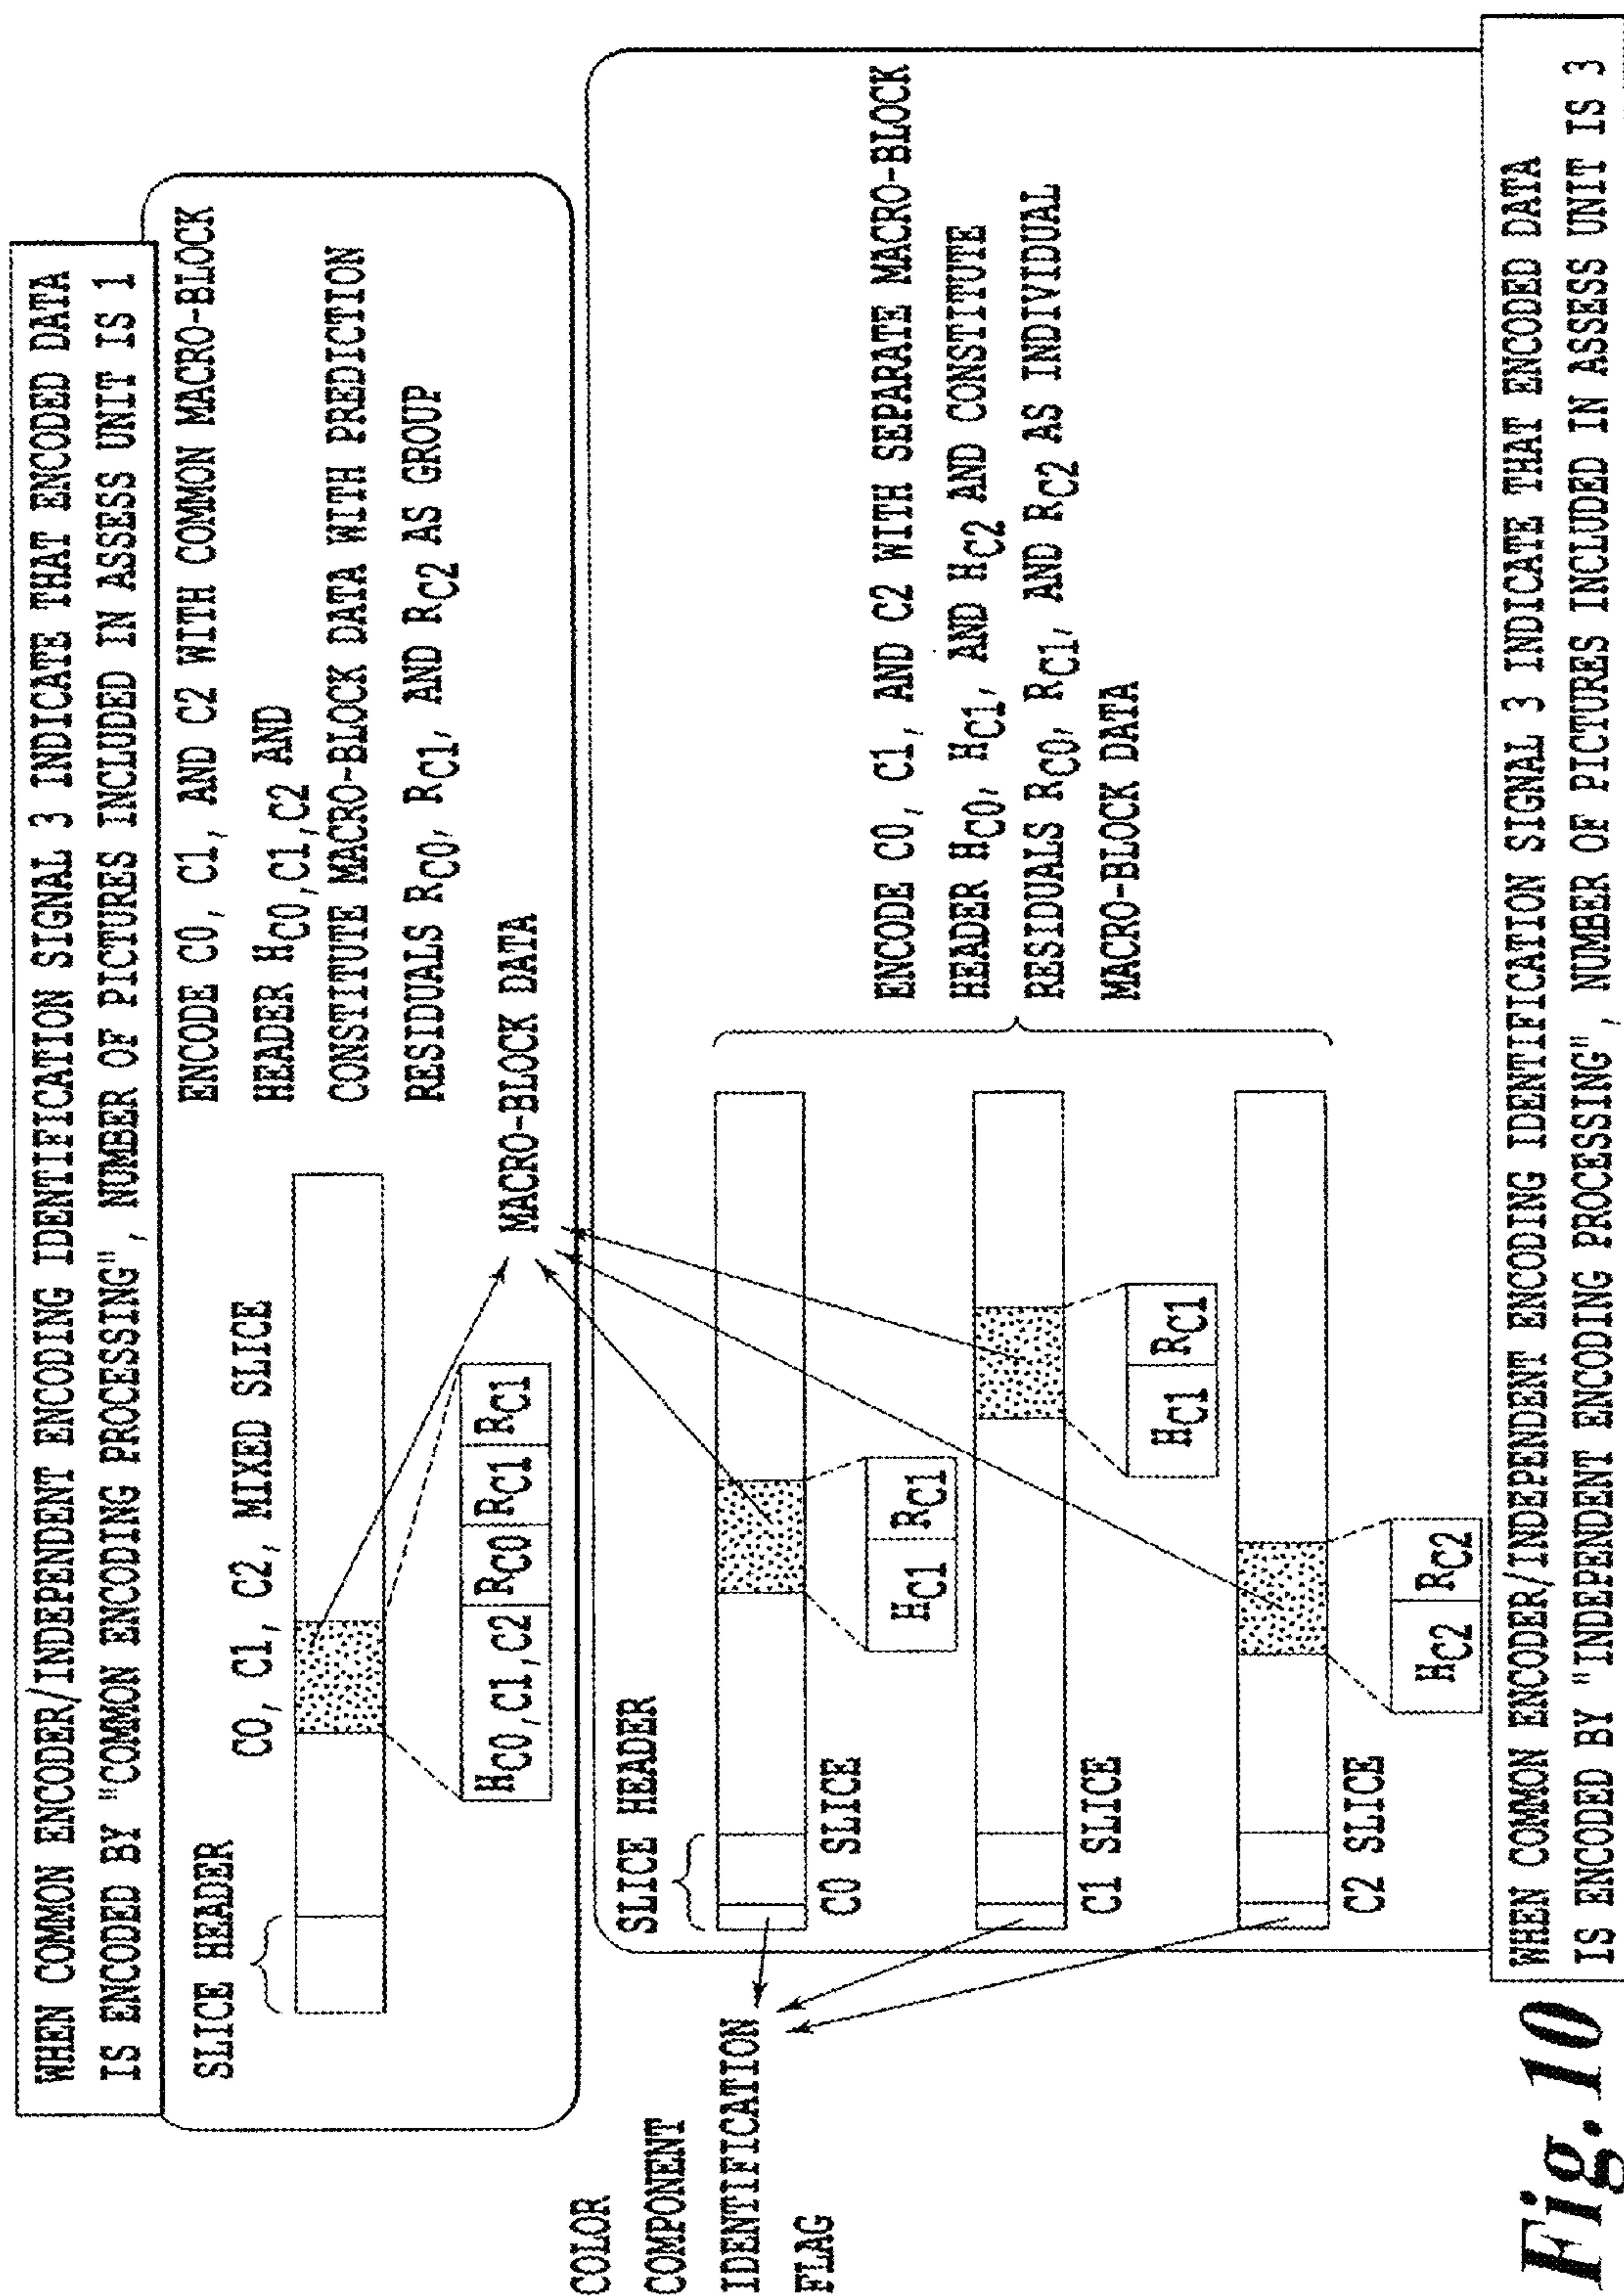 WHEN COMMON ENCODER/INDEPENDENT ENCODING IDENTIFICATION SIGNAL 3 INDICATE THAT ENCODED DATA
IS ENCODED BY "COMMON ENCODING PROCESSING", NUMBER OF PICTURES INCLUDED IN ASSESS UNIT IS 1
SLICE HEADER
C0, C1, C2, MIXED SLICE
HC0,C1,C2 RC0 RC1 RC1
ENCODE C0, C1, AND C2 WITH COMMON MACRO-BLOCK
HEADER HC0,C1,C2 AND
CONSTITUTE MACRO-BLOCK DATA WITH PREDICTION
RESIDUALS RC0, RC1, AND RC2 AS GROUP
MACRO-BLOCK DATA
COLOR
COMPONENT
IDENTIFICATION
FLAG
SLICE HEADER
C0 SLICE
HC1 RC1
C1 SLICE
HC1 RC1
C2 SLICE
HC2 RC2
ENCODE C0, C1, AND C2 WITH SEPARATE MACRO-BLOCK
HEADER HC0, HC1, AND HC2 AND CONSTITUTE
RESIDUALS RC0, RC1, AND RC2 AS INDIVIDUAL
MACRO-BLOCK DATA
WHEN COMMON ENCODER/INDEPENDENT ENCODING IDENTIFICATION SIGNAL 3 INDICATE THAT ENCODED DATA
IS ENCODED BY "INDEPENDENT ENCODING PROCESSING", NUMBER OF PICTURES INCLUDED IN ASSESS UNIT IS 3
Fig. 10